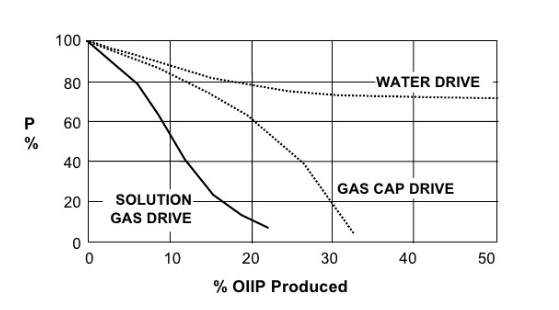 100
80
60
40
20
0
P
%
WATER DRIVE
GAS CAP DRIVE
SOLUTION
GAS DRIVE
0 10 20 30 40 50
% OIIP Produced